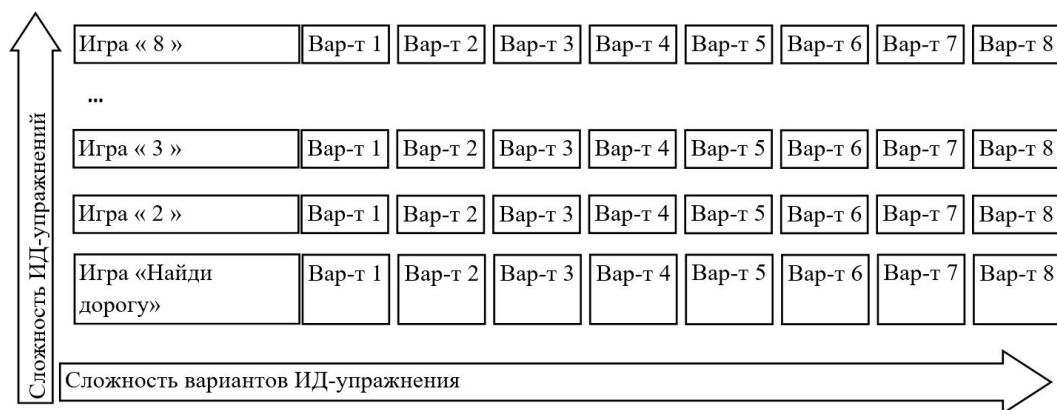 Сложность ИД-упражнений
Игра « 8 » Вар-т 1 Вар-т 2 Вар-т 3 Вар-т 4 Вар-т 5 Вар-т 6 Вар-т 7 Вар-т 8
...
Игра « 3 » Вар-т 1 Вар-т 2 Вар-т 3 Вар-т 4 Вар-т 5 Вар-т 6 Вар-т 7 Вар-т 8
Игра « 2 » Вар-т 1 Вар-т 2 Вар-т 3 Вар-т 4 Вар-т 5 Вар-т 6 Вар-т 7 Вар-т 8
Игра «Найди Вар-т 1 Вар-т 2 Вар-т 3 Вар-т 4 Вар-т 5 Вар-т 6 Вар-т 7 Вар-т 8
дорогу»
Сложность вариантов ИД-упражнения